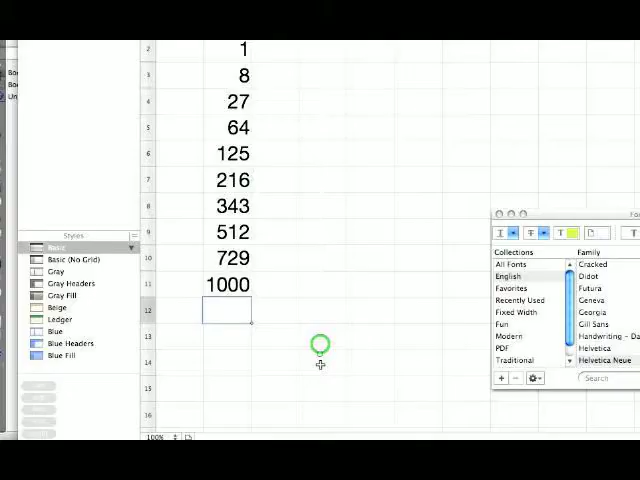 2 1
3 8
4 27
5 64
6 125
7 216
8 343
9 512
10 729
11 1000
12
13
14
15
16
100%
Styles
Basic
Basic (No Grid)
Gray
Gray Headers
Gray Fill
Beige
Ledger
Blue
Blue Headers
Blue Fill
Collections Family
All Fonts
English
Favorites
Recently Used
Fixed Width
Fun
Modern
PDF
Traditional
Cracked
Didot
Futura
Geneva
Georgia
Gill Sans
Handwriting - Da
Helvetica
Helvetica Neue
Search